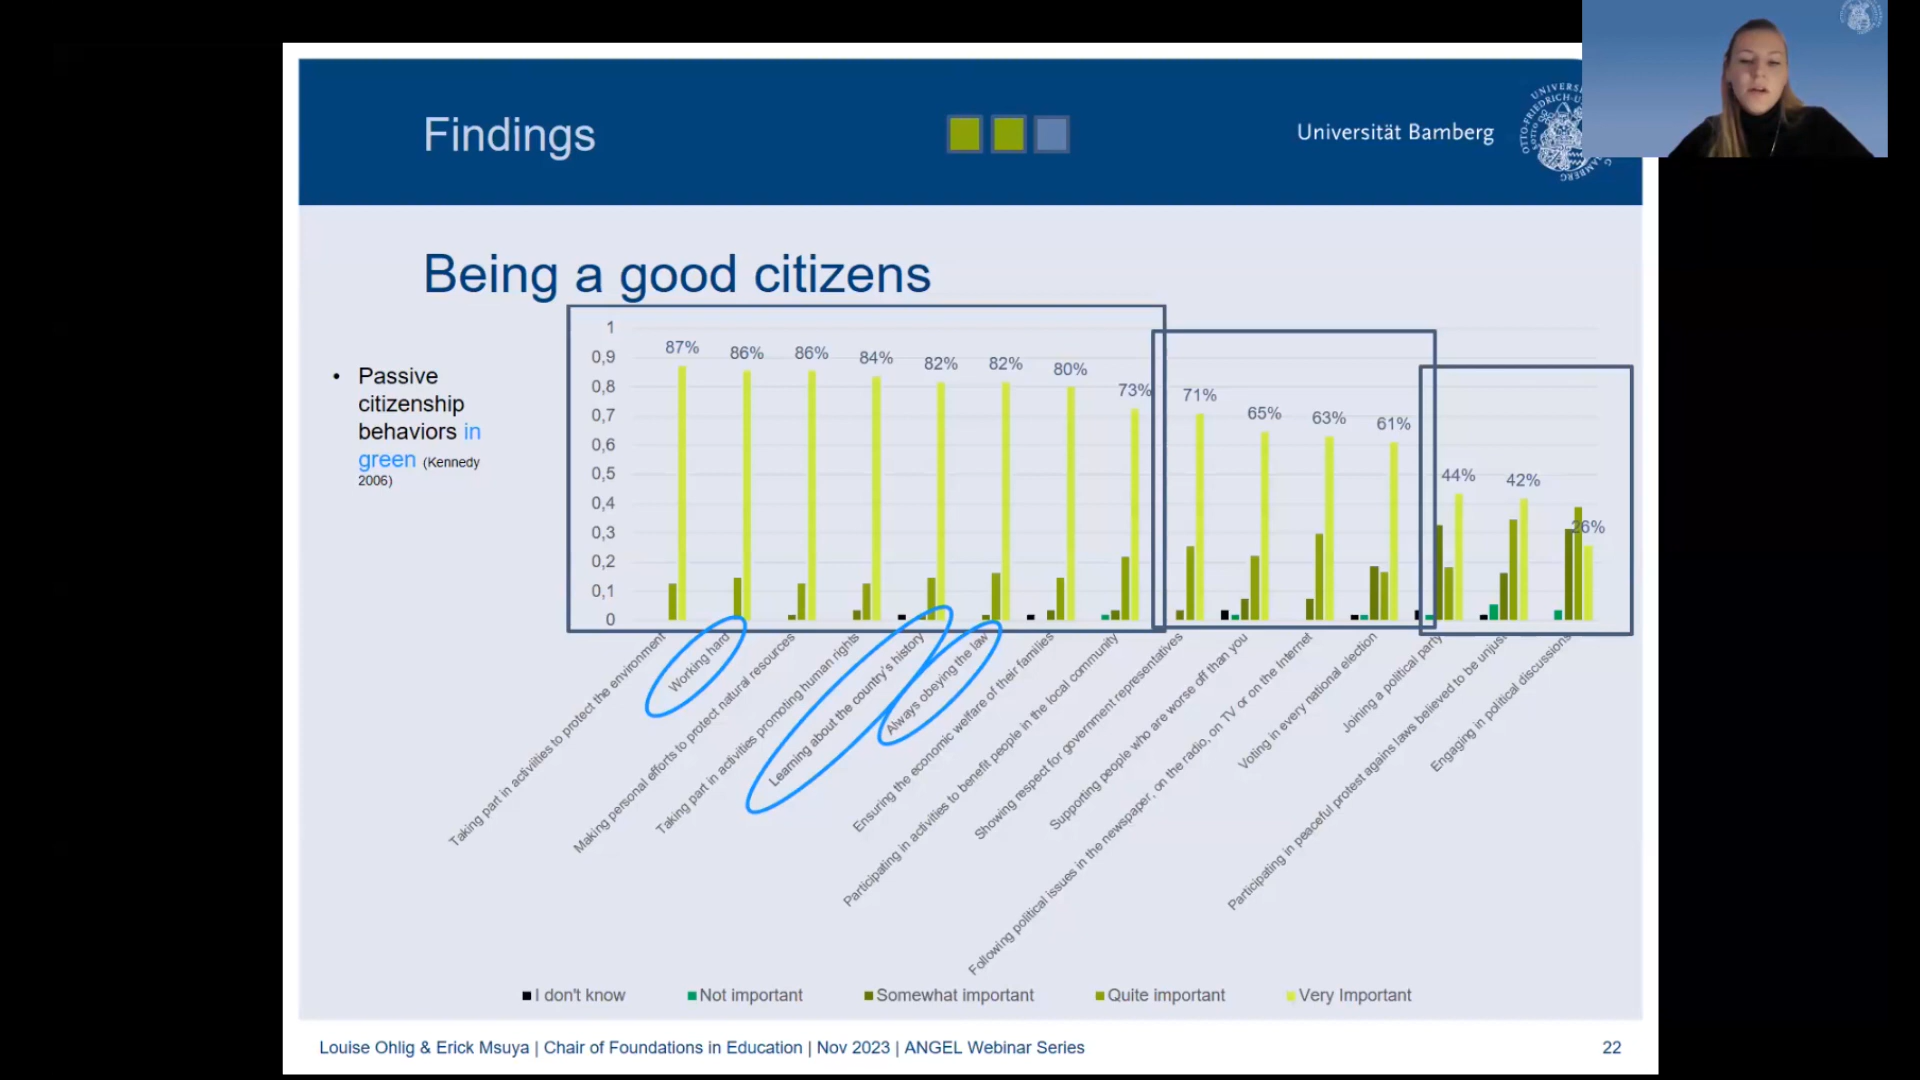 Findings
Universität Bamberg
Being a good citizens
• Passive
citizenship
behaviors in
green (Kennedy
2006)
1
0,9
0,8
0,7
0,6
0,5
0,4
0,3
0,2
0,1
0
87%
86%
86%
84%
82%
82%
80%
73%
71%
65%
63%
61%
44%
42%
26%
Taking part in activities to protect the environment
Working hard
Making personal efforts to protect natural resources
Taking part in activities promoting human rights
Learning about the country's history
Always obeying the law
Ensuring the economic welfare of their families
Participating in activities to benefit people in the local community
Showing respect for government representatives
Supporting people who are worse off than you
Following political issues in the newspaper, on the radio, on TV or on the Internet
Voting in every national election
Joining a political party
Participating in peaceful protest agains laws believed to be unjust
Engaging in political discussions
I don't know
Not important
Somewhat important
Quite important
Very Important
Louise Ohlig & Erick Msuya | Chair of Foundations in Education | Nov 2023 | ANGEL Webinar Series
22